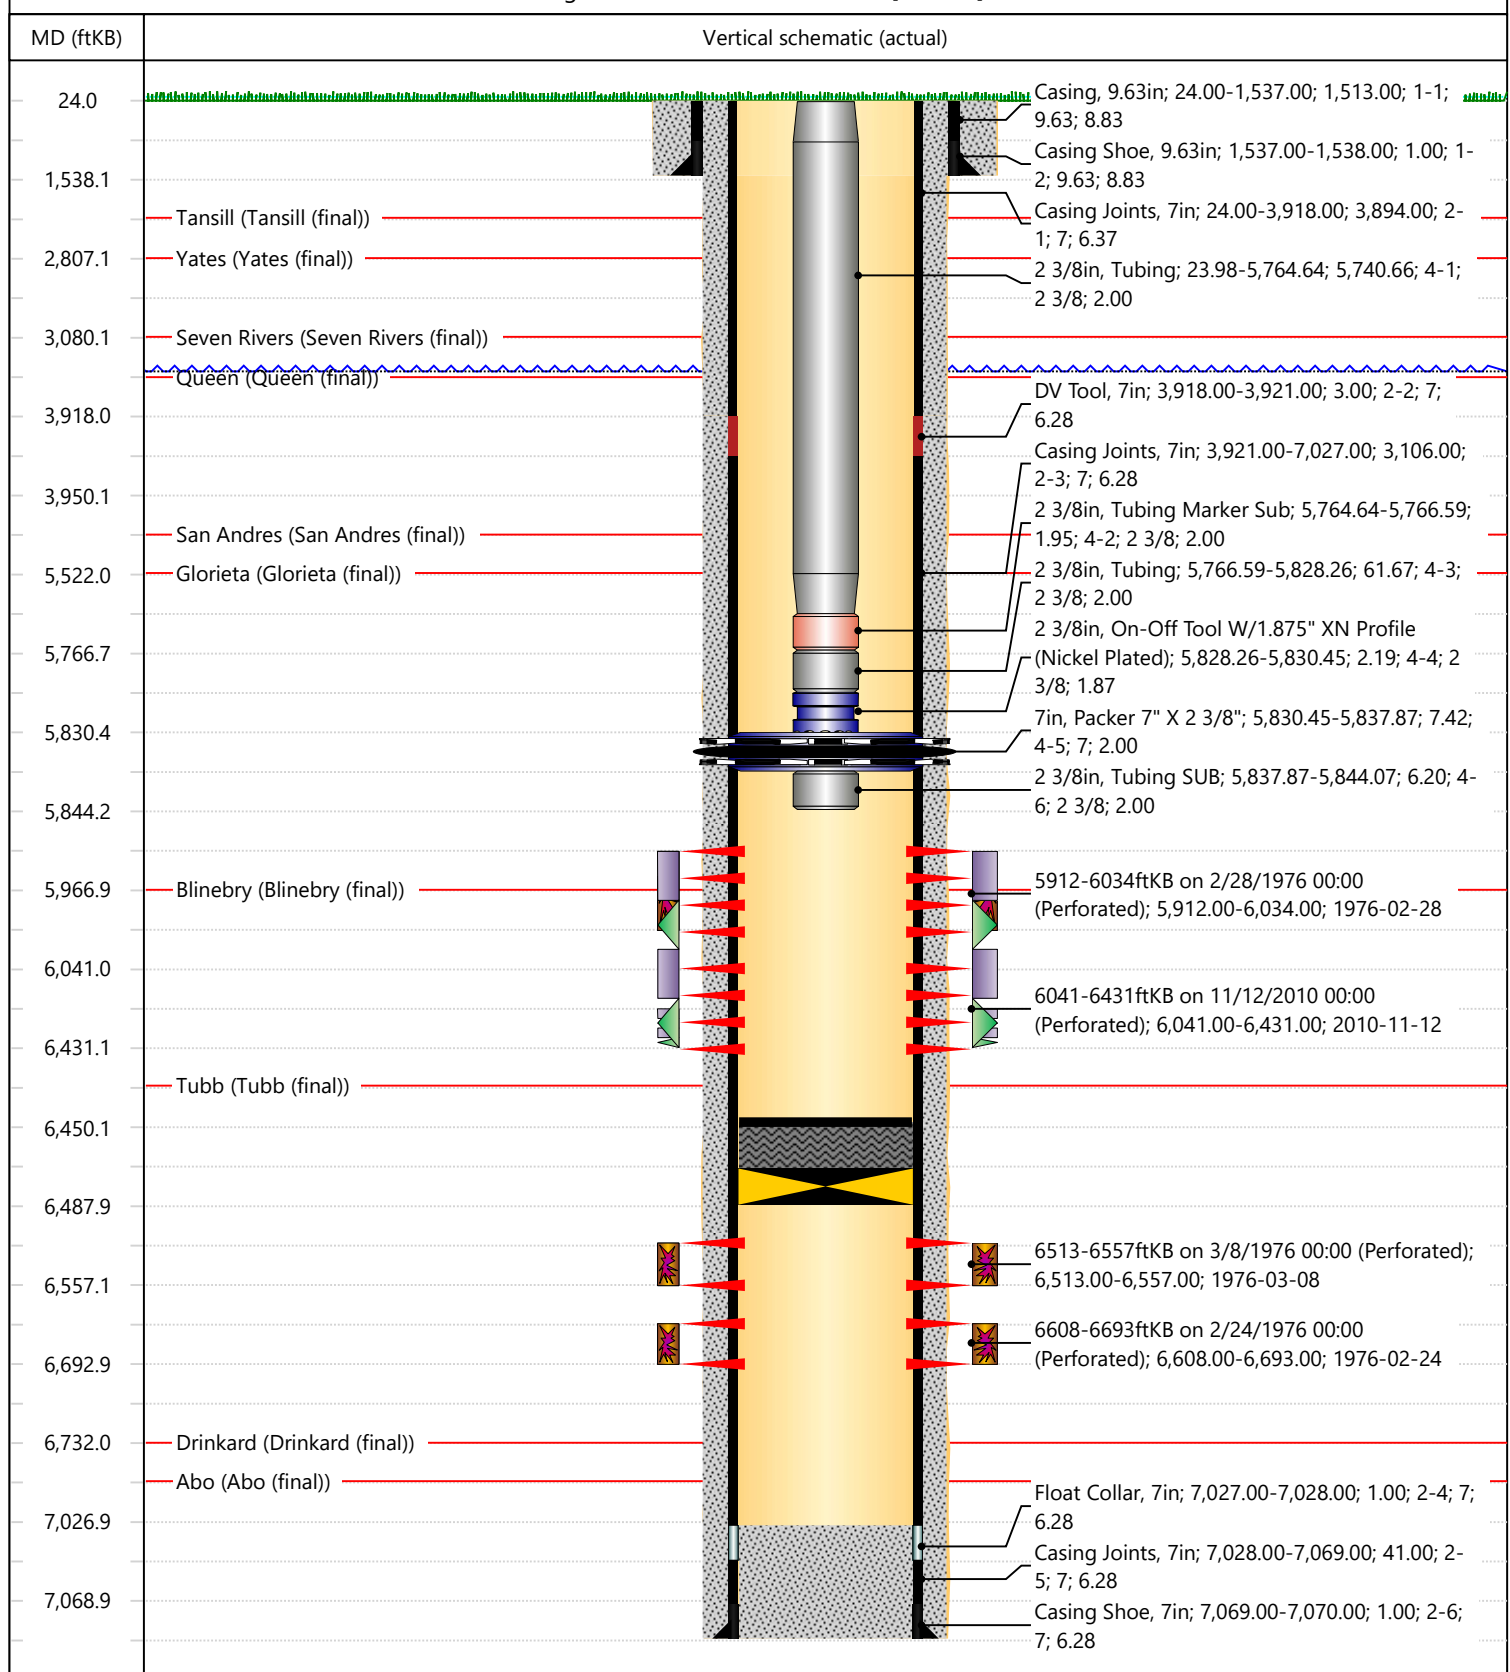 MD (ftKB)
Vertical schematic (actual)
24.0
1,538.1
2,807.1
3,080.1
3,918.0
3,950.1
5,522.0
5,766.7
5,830.4
5,844.2
5,966.9
6,041.0
6,431.1
6,450.1
6,487.9
6,557.1
6,692.9
6,732.0
7,026.9
7,068.9
Tansill (Tansill (final))
Yates (Yates (final))
Seven Rivers (Seven Rivers (final))
Queen (Queen (final))
San Andres (San Andres (final))
Glorieta (Glorieta (final))
Blinebry (Blinebry (final))
Tubb (Tubb (final))
Drinkard (Drinkard (final))
Abo (Abo (final))
Casing, 9.63in; 24.00-1,537.00; 1,513.00; 1-1;
9.63; 8.83
Casing Shoe, 9.63in; 1,537.00-1,538.00; 1.00; 1-
2; 9.63; 8.83
Casing Joints, 7in; 24.00-3,918.00; 3,894.00; 2-
1; 7; 6.37
2 3/8in, Tubing; 23.98-5,764.64; 5,740.66; 4-1;
2 3/8; 2.00
DV Tool, 7in; 3,918.00-3,921.00; 3.00; 2-2; 7;
6.28
Casing Joints, 7in; 3,921.00-7,027.00; 3,106.00;
2-3; 7; 6.28
2 3/8in, Tubing Marker Sub; 5,764.64-5,766.59;
1.95; 4-2; 2 3/8; 2.00
2 3/8in, Tubing; 5,766.59-5,828.26; 61.67; 4-3;
2 3/8; 2.00
2 3/8in, On-Off Tool W/1.875" XN Profile
(Nickel Plated); 5,828.26-5,830.45; 2.19; 4-4; 2
3/8; 1.87
7in, Packer 7" X 2 3/8"; 5,830.45-5,837.87; 7.42;
4-5; 7; 2.00
2 3/8in, Tubing SUB; 5,837.87-5,844.07; 6.20; 4-
6; 2 3/8; 2.00
5912-6034ftKB on 2/28/1976 00:00
(Perforated); 5,912.00-6,034.00; 1976-02-28
6041-6431ftKB on 11/12/2010 00:00
(Perforated); 6,041.00-6,431.00; 2010-11-12
6513-6557ftKB on 3/8/1976 00:00 (Perforated);
6,513.00-6,557.00; 1976-03-08
6608-6693ftKB on 2/24/1976 00:00
(Perforated); 6,608.00-6,693.00; 1976-02-24
Float Collar, 7in; 7,027.00-7,028.00; 1.00; 2-4; 7;
6.28
Casing Joints, 7in; 7,028.00-7,069.00; 41.00; 2-
5; 7; 6.28
Casing Shoe, 7in; 7,069.00-7,070.00; 1.00; 2-6;
7; 6.28